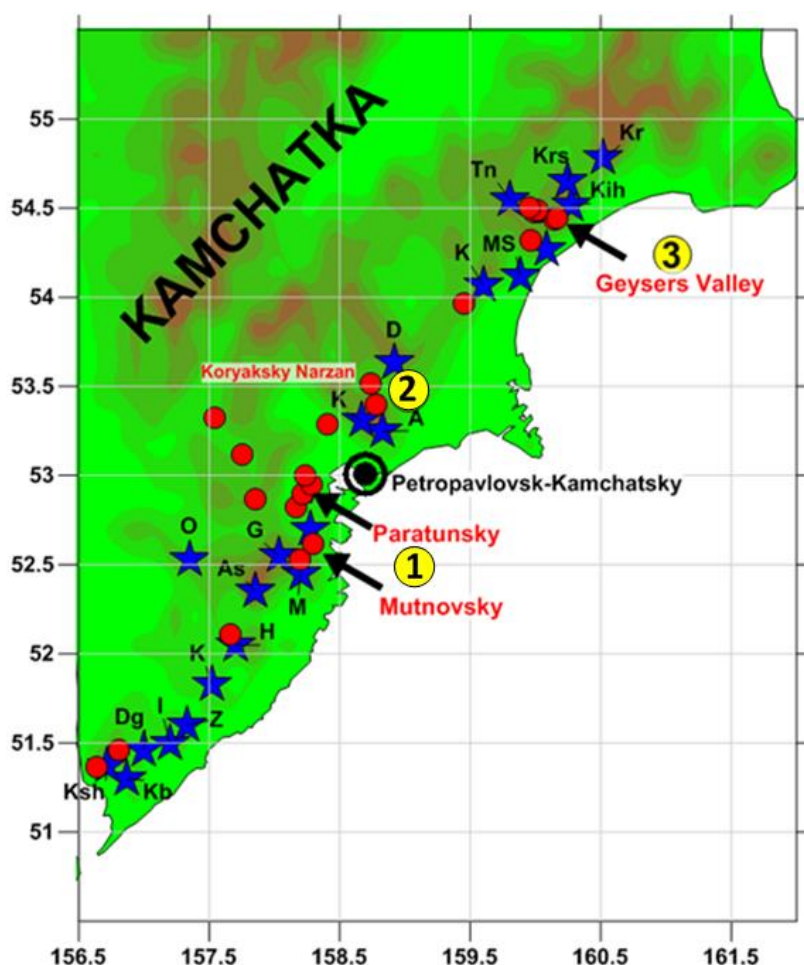 KAMCHATKA
55
Kr
Krs
Tn
Kih
54.5
MS
3
K
Geysers Valley
54
D
Koryaksky Narzan
53.5
2
K
A
53
Petropavlovsk-Kamchatsky
O
G
Paratunsky
52.5
1
As
M
Mutnovsky
H
52
K
I
Dg
Z
51.5
Ksh
Kb
51
156.5 157.5 158.5 159.5 160.5 161.5